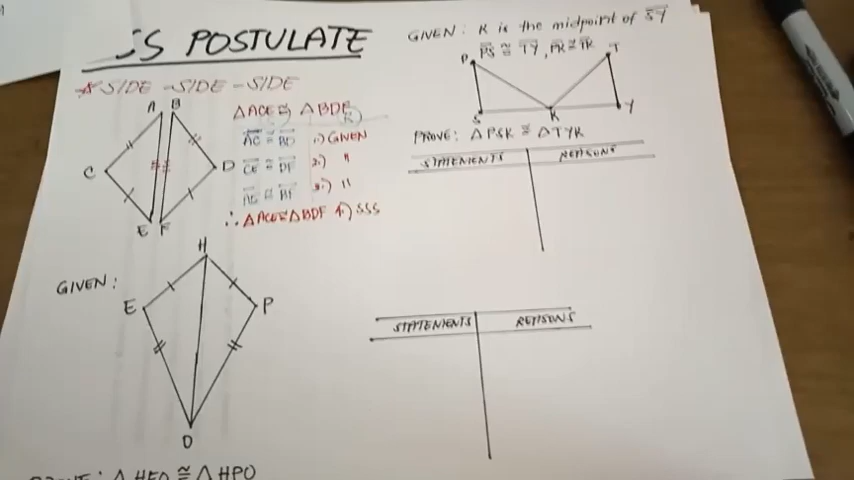 SS POSTULATE
* SIDE - SIDE - SIDE
A B
C D
E F
△ACE ≅ △BDF
AC ≅ BD 1.) GIVEN
CE ≅ DF 2.) "
AE ≅ BF 3.) "
∴ △ACE ≅ △BDF 4.) SSS
GIVEN: K is the midpoint of SY
PS ≅ TY, PK ≅ TK
P T
S K Y
PROVE: △PSK ≅ △TYK
STATEMENTS REASONS
GIVEN:
H
E P
O
PROVE: △HEO ≅ △HPO
STATEMENTS REASONS